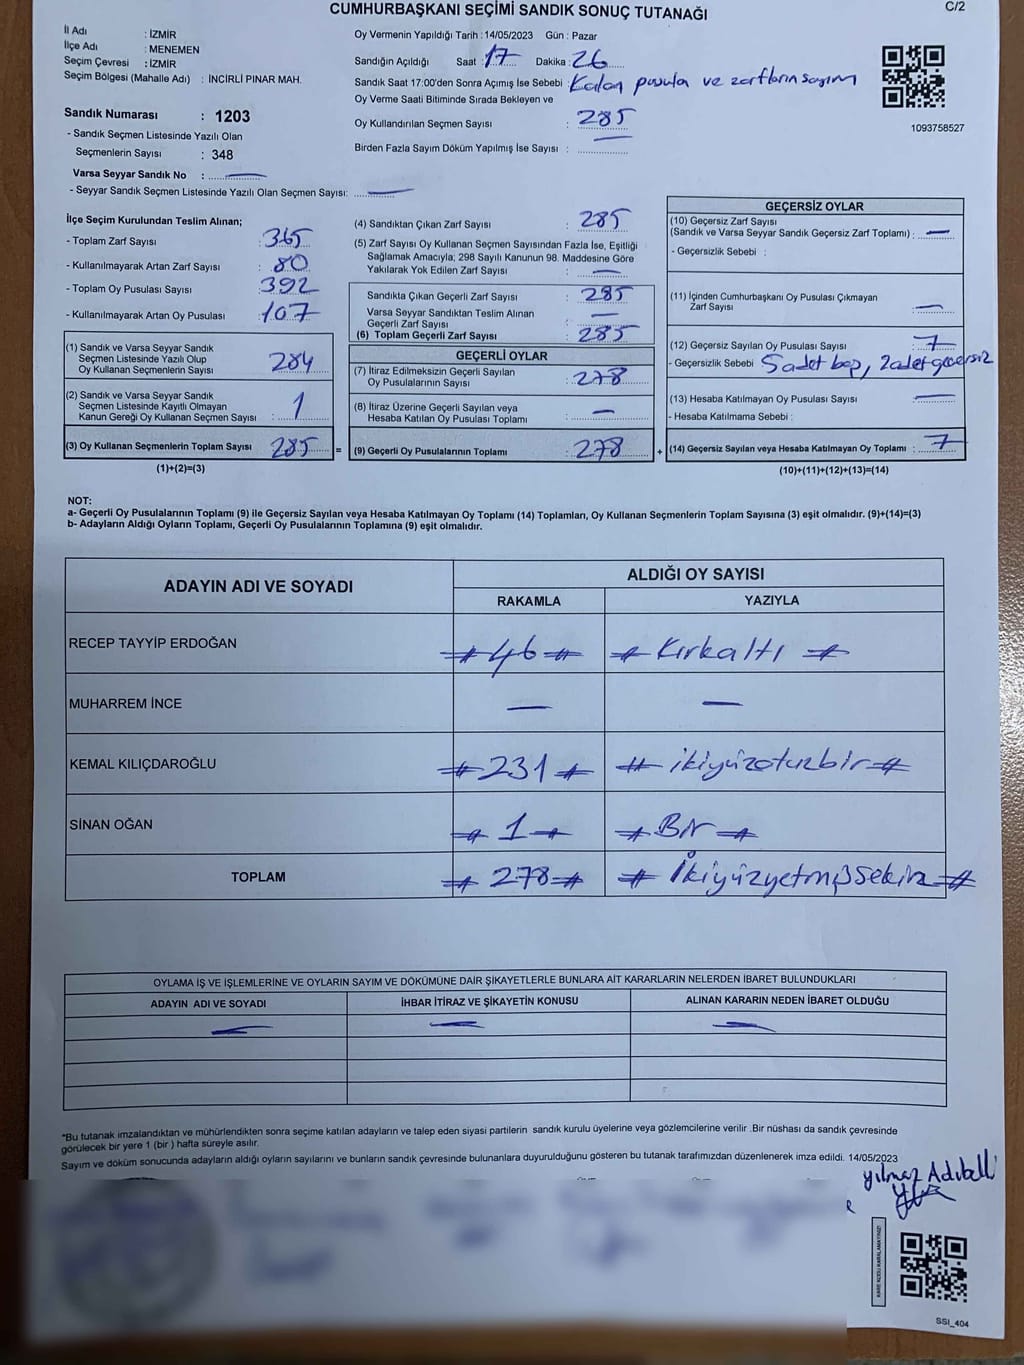 CUMHURBAŞKANI SEÇİMİ SANDIK SONUÇ TUTANAĞI
C/2
İl Adı : İZMİR
İlçe Adı : MENEMEN
Seçim Çevresi : İZMİR
Seçim Bölgesi (Mahalle Adı) : İNCİRLİ PINAR MAH.
Sandık Numarası : 1203
- Sandık Seçmen Listesinde Yazılı Olan
Seçmenlerin Sayısı : 348
Varsa Seyyar Sandık No : —
- Seyyar Sandık Seçmen Listesinde Yazılı Olan Seçmen Sayısı: —
Oy Vermenin Yapıldığı Tarih : 14/05/2023 Gün : Pazar
Sandığın Açıldığı Saat : 17 Dakika : 26
Sandık Saat 17:00'den Sonra Açımış İse Sebebi : Kalan pusula ve zarfların sayım
Oy Verme Saati Bitiminde Sırada Bekleyen ve
Oy Kullandırılan Seçmen Sayısı : 285
Birden Fazla Sayım Döküm Yapılmış İse Sayısı : —
1093758527
İlçe Seçim Kurulundan Teslim Alınan;
- Toplam Zarf Sayısı : 365
- Kullanılmayarak Artan Zarf Sayısı : 80
- Toplam Oy Pusulası Sayısı : 392
- Kullanılmayarak Artan Oy Pusulası : 107
(1) Sandık ve Varsa Seyyar Sandık
Seçmen Listesinde Yazılı Olup
Oy Kullanan Seçmenlerin Sayısı : 284
(2) Sandık ve Varsa Seyyar Sandık
Seçmen Listesinde Kayıtlı Olmayan
Kanun Gereği Oy Kullanan Seçmen Sayısı : 1
(3) Oy Kullanan Seçmenlerin Toplam Sayısı : 285 =
(1)+(2)=(3)
(4) Sandıktan Çıkan Zarf Sayısı : 285
(5) Zarf Sayısı Oy Kullanan Seçmen Sayısından Fazla İse, Eşitliği
Sağlamak Amacıyla; 298 Sayılı Kanunun 98. Maddesine Göre
Yakılarak Yok Edilen Zarf Sayısı : —
Sandıkta Çıkan Geçerli Zarf Sayısı : 285
Varsa Seyyar Sandıktan Teslim Alınan
Geçerli Zarf Sayısı : —
(6) Toplam Geçerli Zarf Sayısı : 285
GEÇERLİ OYLAR
(7) İtiraz Edilmeksizin Geçerli Sayılan
Oy Pusulalarının Sayısı : 278
(8) İtiraz Üzerine Geçerli Sayılan veya
Hesaba Katılan Oy Pusulası Toplamı : —
(9) Geçerli Oy Pusulalarının Toplamı : 278 +
GEÇERSİZ OYLAR
(10) Geçersiz Zarf Sayısı
(Sandık ve Varsa Seyyar Sandık Geçersiz Zarf Toplamı) : —
- Geçersizlik Sebebi :
(11) İçinden Cumhurbaşkanı Oy Pusulası Çıkmayan
Zarf Sayısı : —
(12) Geçersiz Sayılan Oy Pusulası Sayısı : 7
- Geçersizlik Sebebi 5 adet boş, 2 adet geçersiz
(13) Hesaba Katılmayan Oy Pusulası Sayısı : —
- Hesaba Katılmama Sebebi :
(14) Geçersiz Sayılan veya Hesaba Katılmayan Oy Toplamı : 7
(10)+(11)+(12)+(13)=(14)
NOT:
a- Geçerli Oy Pusulalarının Toplamı (9) ile Geçersiz Sayılan veya Hesaba Katılmayan Oy Toplamı (14) Toplamları, Oy Kullanan Seçmenlerin Toplam Sayısına (3) eşit olmalıdır. (9)+(14)=(3)
b- Adayların Aldığı Oyların Toplamı, Geçerli Oy Pusulalarının Toplamına (9) eşit olmalıdır.
ADAYIN ADI VE SOYADI
ALDIĞI OY SAYISI
RAKAMLA YAZIYLA
RECEP TAYYİP ERDOĞAN # 46 # # Kırkaltı #
MUHARREM İNCE — —
KEMAL KILIÇDAROĞLU # 231 # # ikiyüzotuzbir #
SİNAN OĞAN # 1 # # Bir #
TOPLAM # 278 # # İkiyüzyetmişsekiz #
OYLAMA İŞ VE İŞLEMLERİNE VE OYLARIN SAYIM VE DÖKÜMÜNE DAİR ŞİKAYETLERLE BUNLARA AİT KARARLARIN NELERDEN İBARET BULUNDUKLARI
ADAYIN ADI VE SOYADI İHBAR İTİRAZ VE ŞİKAYETİN KONUSU ALINAN KARARIN NEDEN İBARET OLDUĞU
— — —
*Bu tutanak imzalandıktan ve mühürlendikten sonra seçime katılan adayların ve talep eden siyasi partilerin sandık kurulu üyelerine veya gözlemcilerine verilir .Bir nüshası da sandık çevresinde
görülecek bir yere 1 (bir ) hafta süreyle asılır.
Sayım ve döküm sonucunda adayların aldığı oyların sayılarını ve bunların sandık çevresinde bulunanlara duyurulduğunu gösteren bu tutanak tarafımızdan düzenlenerek imza edildi. 14/05/2023
yılmaz Adıbelli
KARE KODU KARALAMAYINIZ!
SSI_404